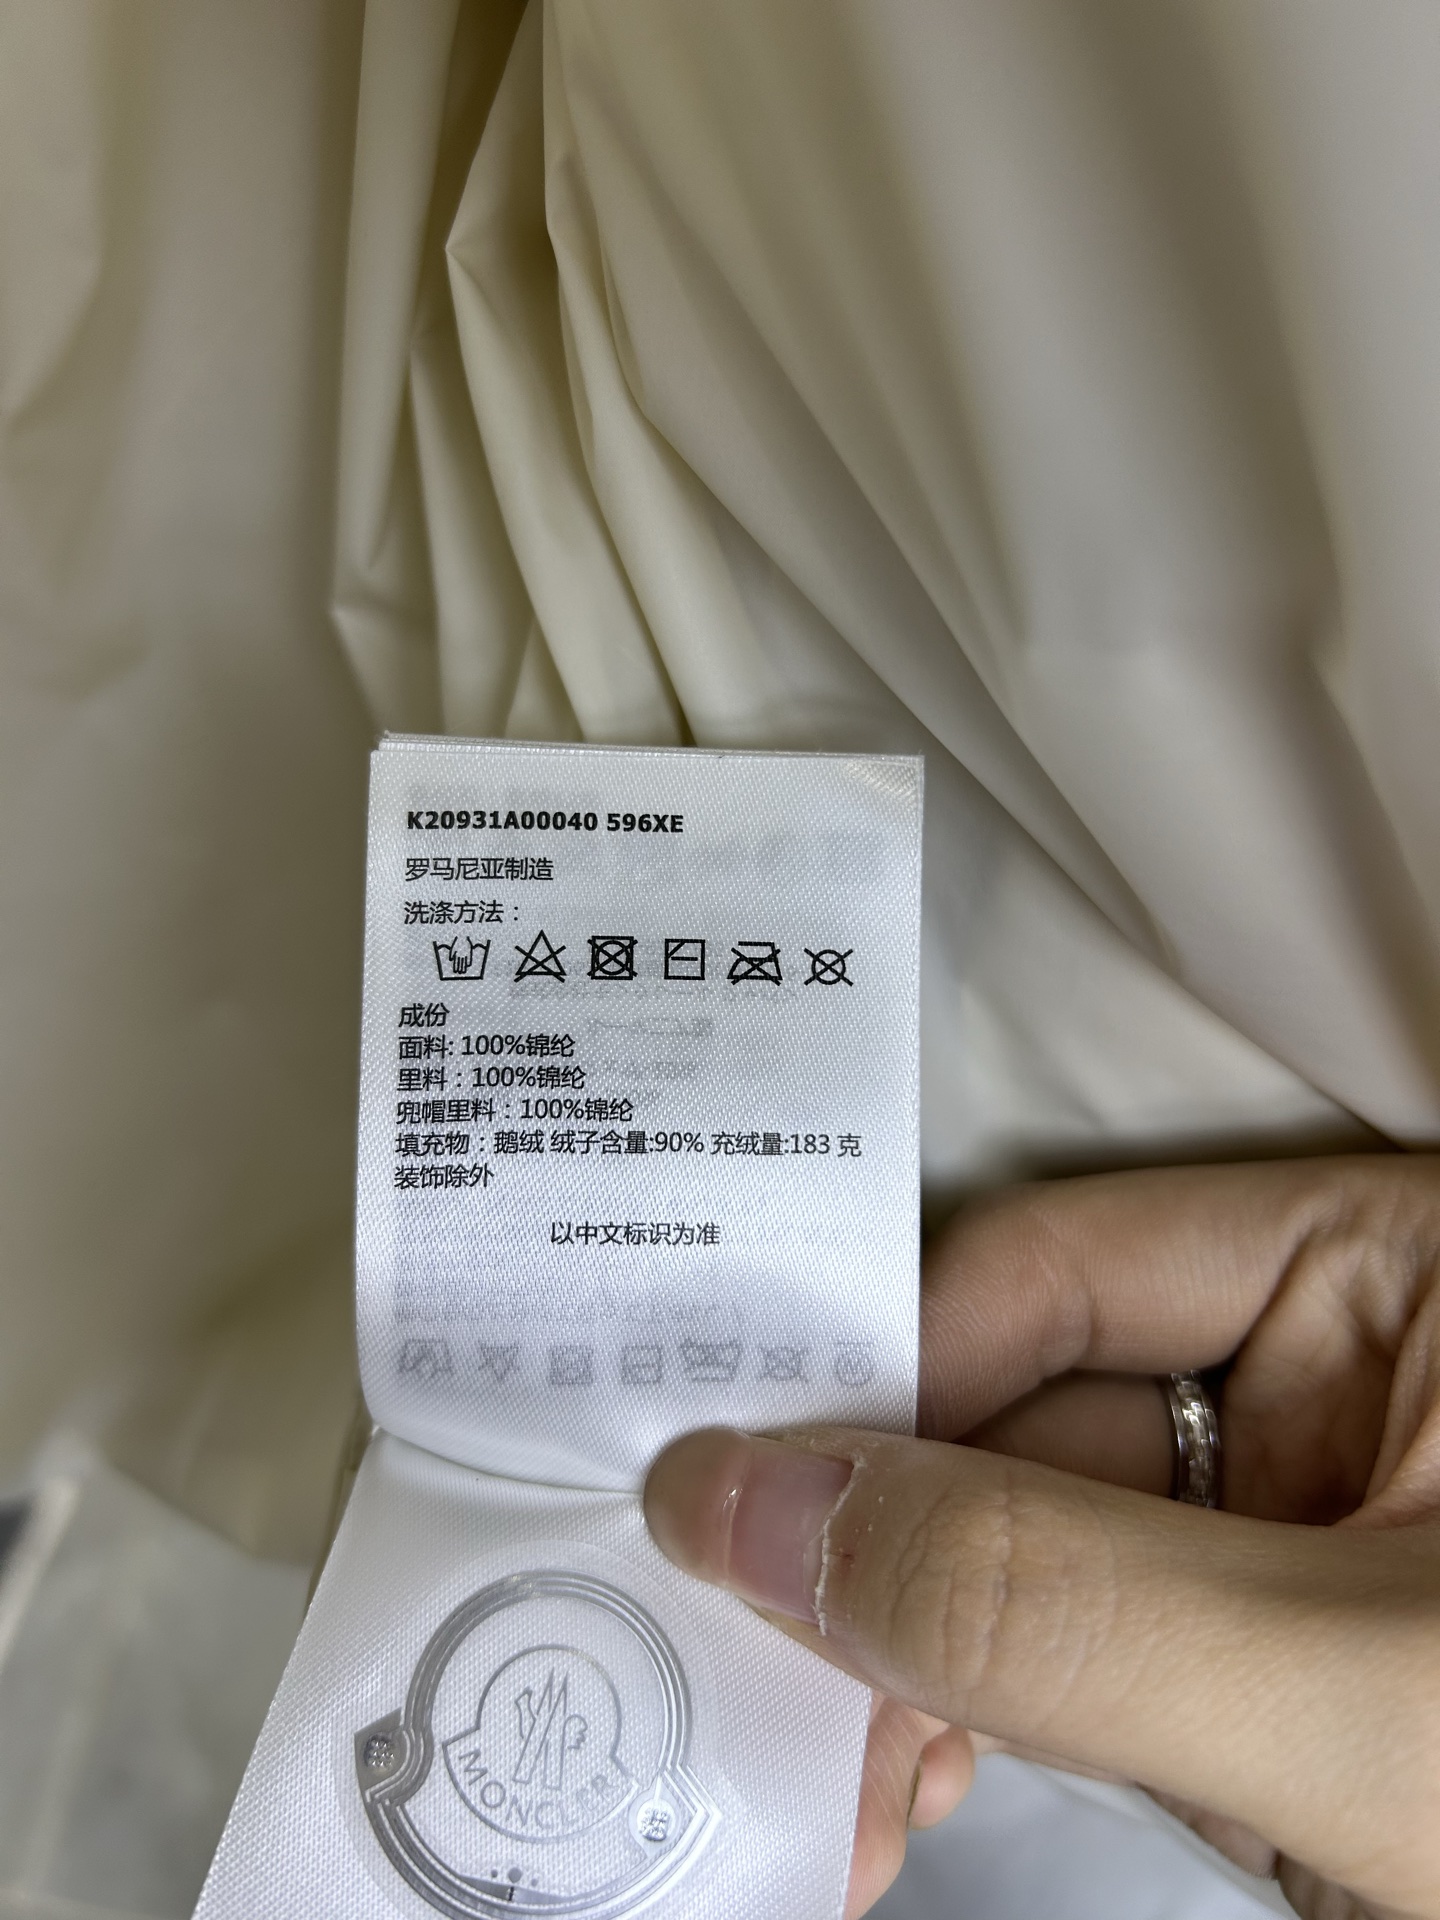 K20931A00040 596XE
罗马尼亚制造
洗涤方法：
成份
面料: 100%锦纶
里料：100%锦纶
兜帽里料：100%锦纶
填充物：鹅绒 绒子含量:90% 充绒量:183 克
装饰除外
以中文标识为准
MONCLER